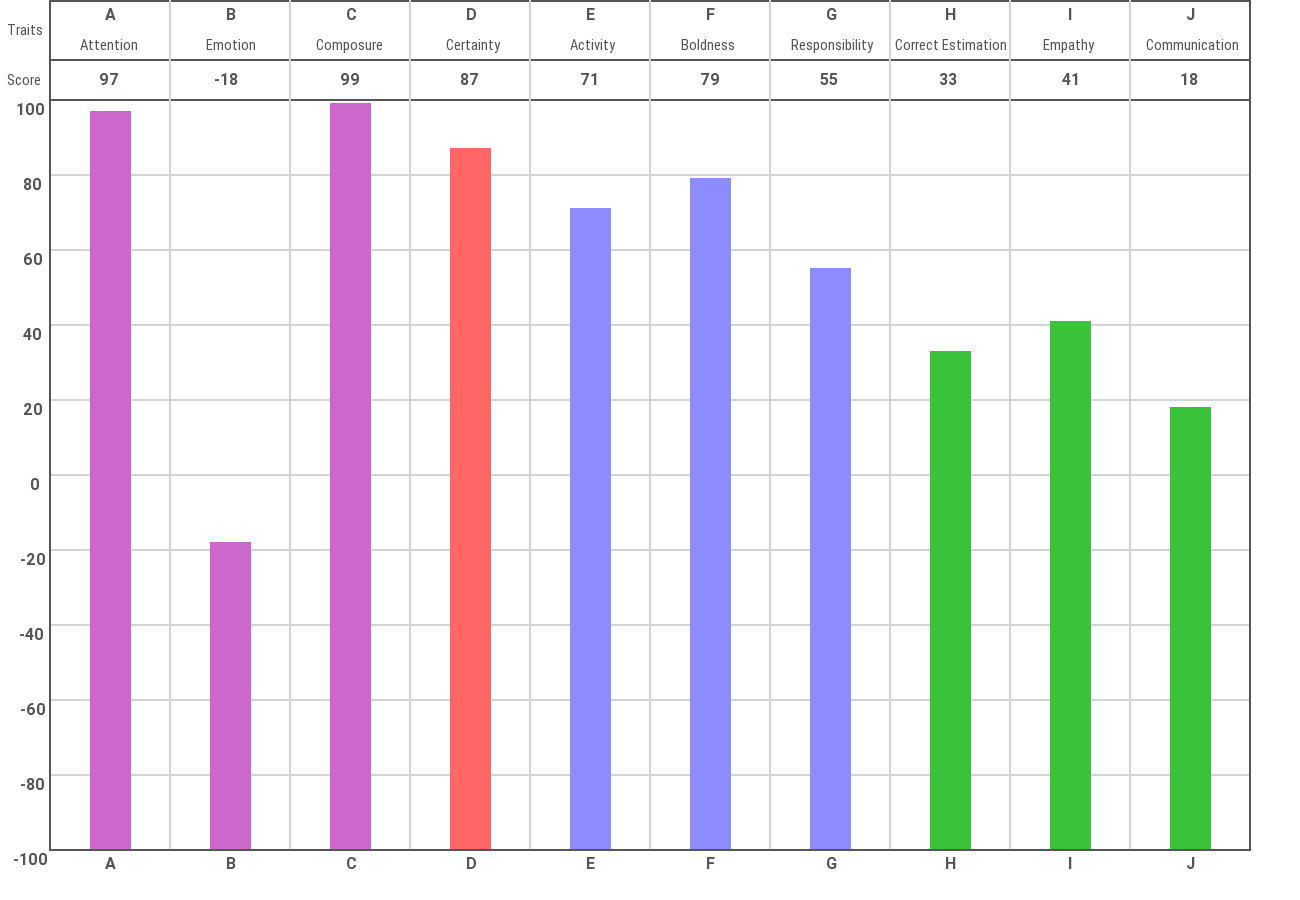 Traits
A B C D E F G H I J
Attention Emotion Composure Certainty Activity Boldness Responsibility Correct Estimation Empathy Communication
Score 97 -18 99 87 71 79 55 33 41 18
100
80
60
40
20
0
-20
-40
-60
-80
-100
A B C D E F G H I J